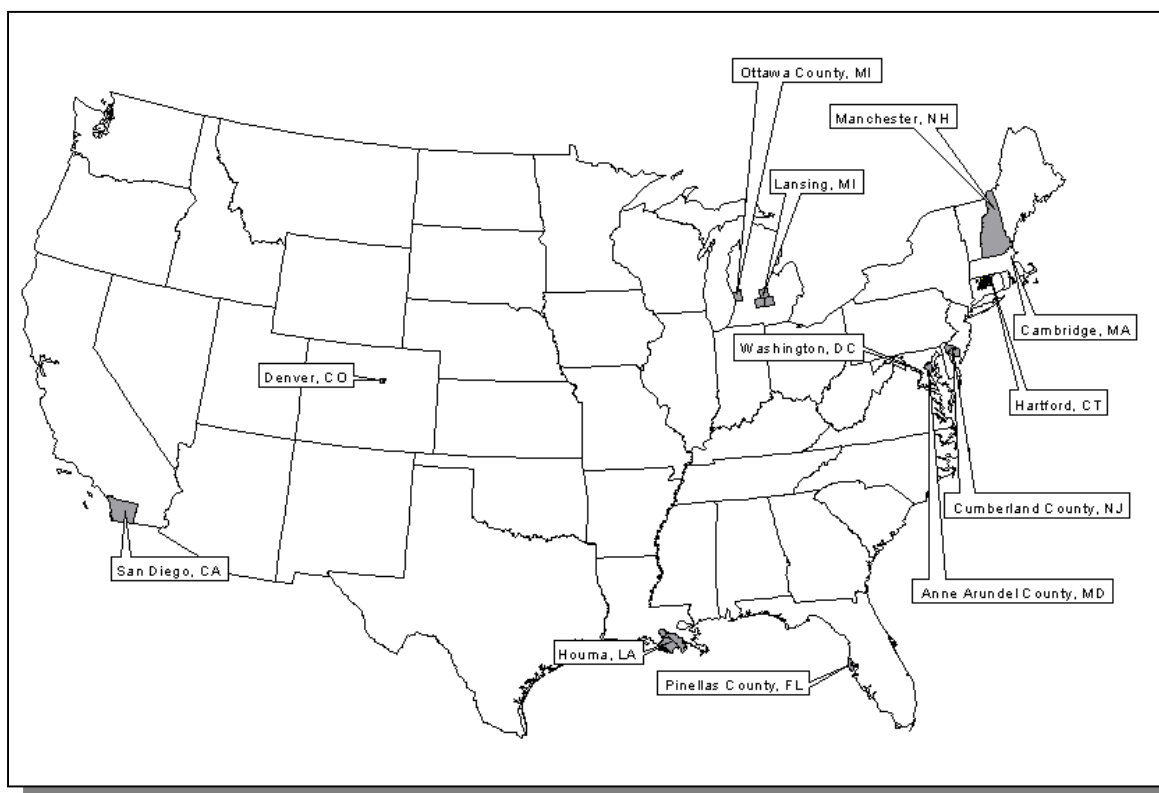 Ottawa County, MI
Manchester, NH
Lansing, MI
Cambridge, MA
Washington, DC
Denver, CO
Hartford, CT
Cumberland County, NJ
San Diego, CA
Anne Arundel County, MD
Houma, LA
Pinellas County, FL